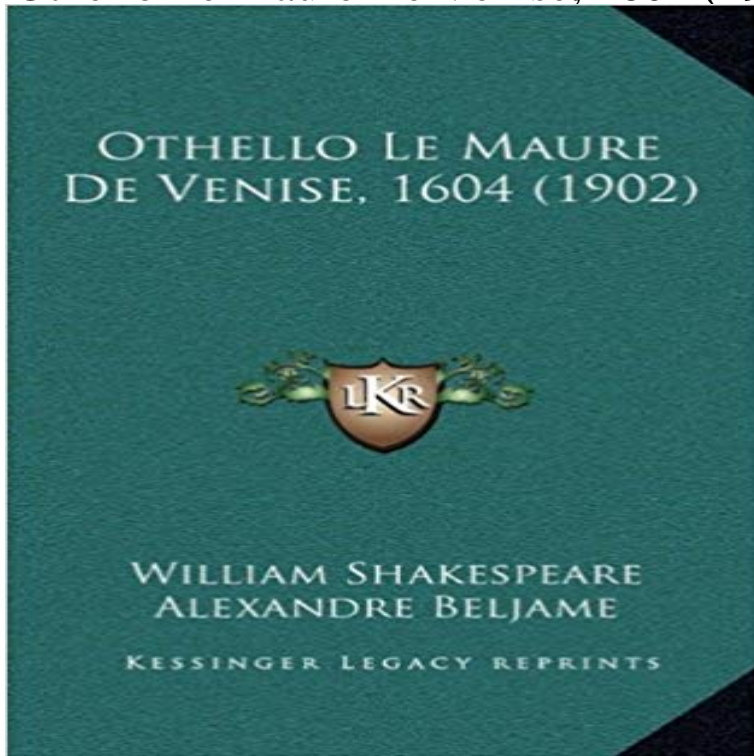 OTHELLO LE MAURE
DE VENISE, 1604 (1902)
LKR
WILLIAM SHAKESPEARE
ALEXANDRE BELJAME
KESSINGER LEGACY REPRINTS